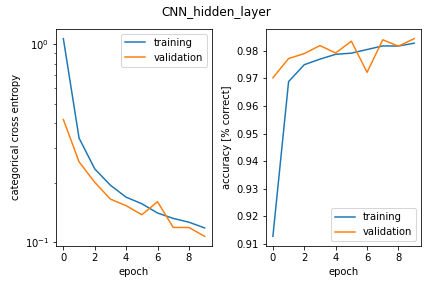 CNN_hidden_layer
categorical cross entropy
10⁰
10⁻¹
training
validation
0 2 4 6 8
epoch
accuracy [% correct]
0.98
0.97
0.96
0.95
0.94
0.93
0.92
0.91
training
validation
0 2 4 6 8
epoch